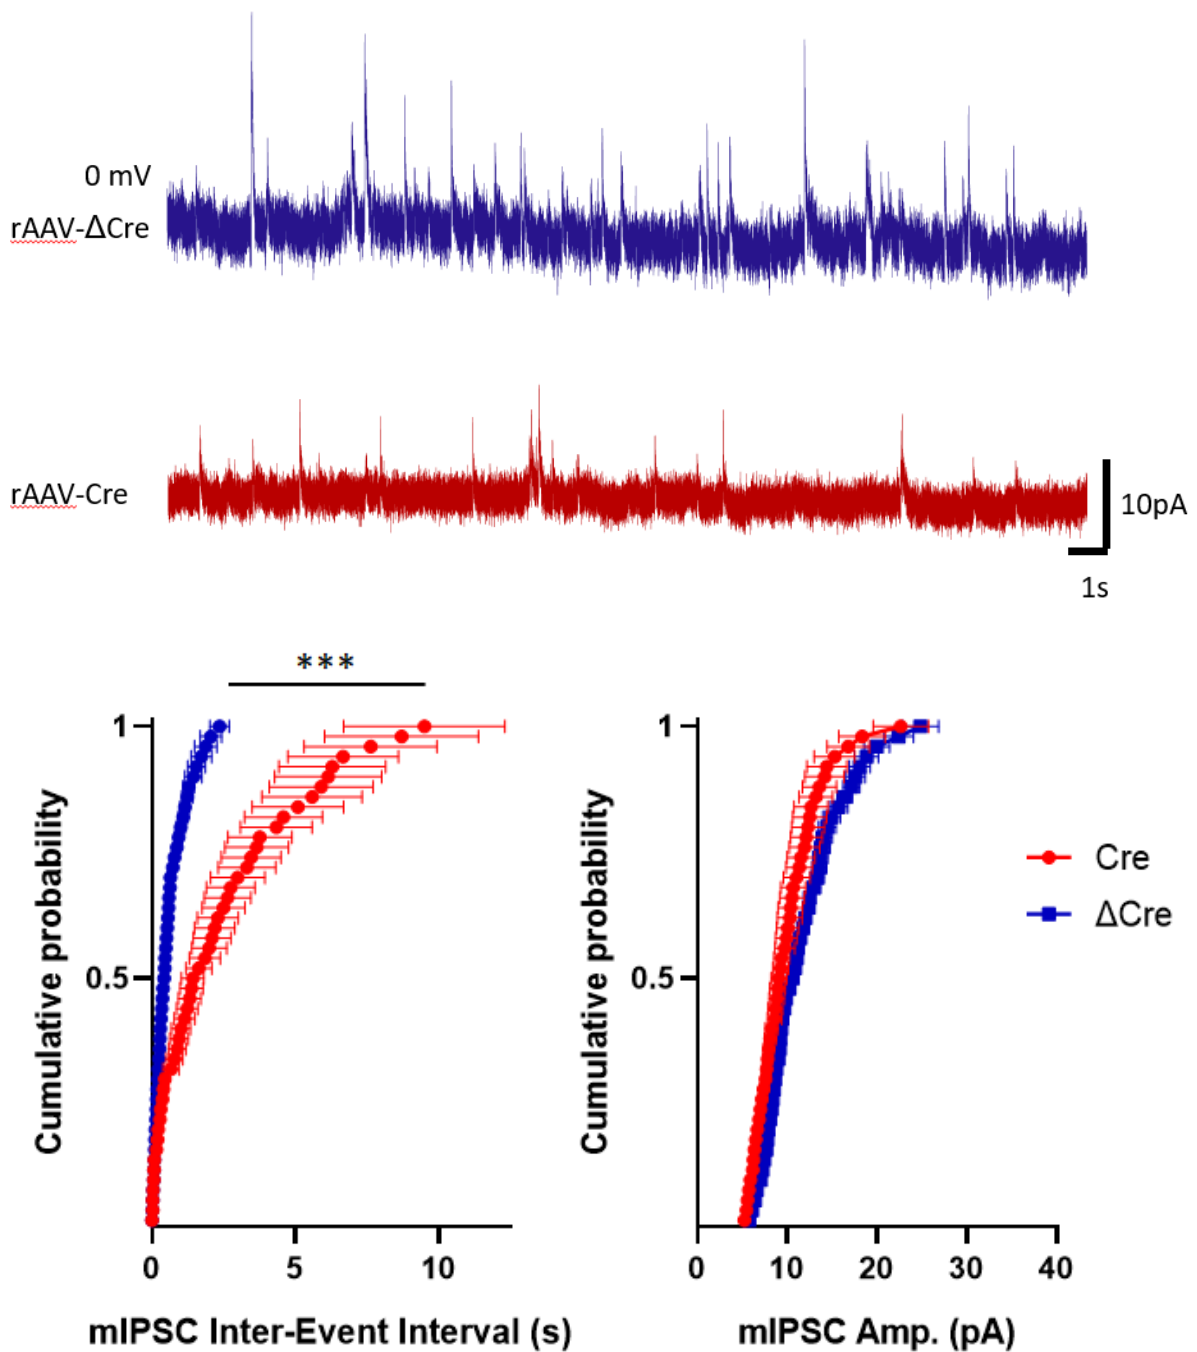 0 mV
rAAV-ΔCre
rAAV-Cre
10pA
1s
***
1
0.5
Cumulative probability
0
5
10
mIPSC Inter-Event Interval (s)
1
0.5
Cumulative probability
0
10
20
30
40
mIPSC Amp. (pA)
Cre
ΔCre